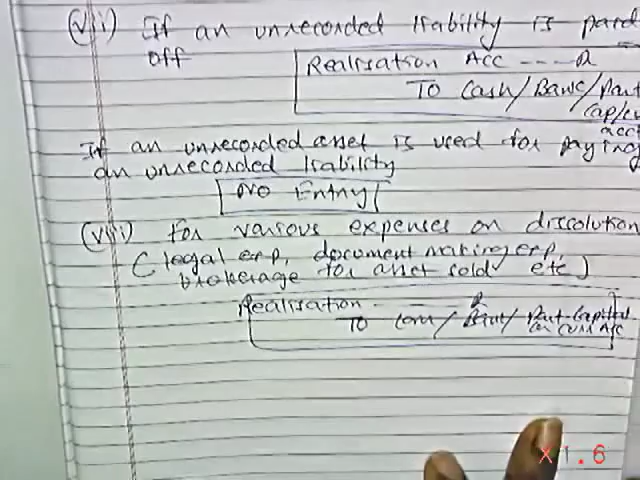 (vii) If an unrecorded liability is paid
off
Realisation Acc ---- Dr
To Cash/Bank/Part
Cap/cu
acc
If an unrecorded asset is used for paying
an unrecorded liability
No Entry
(viii) for various expenses on dissolution
(legal exp, document making exp,
brokerage for asset sold etc)
Realisation - - - - Dr
To Cash/Bank/Part-Capital
or Curr Acc
x1.6